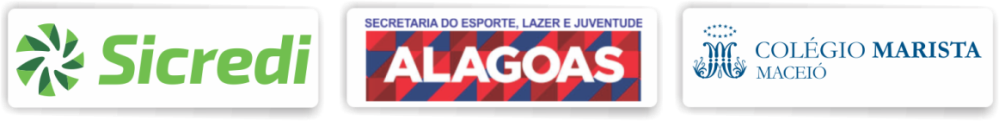 Sicredi
SECRETARIA DO ESPORTE, LAZER E JUVENTUDE
ALAGOAS
COLÉGIO MARISTA
MACEIÓ